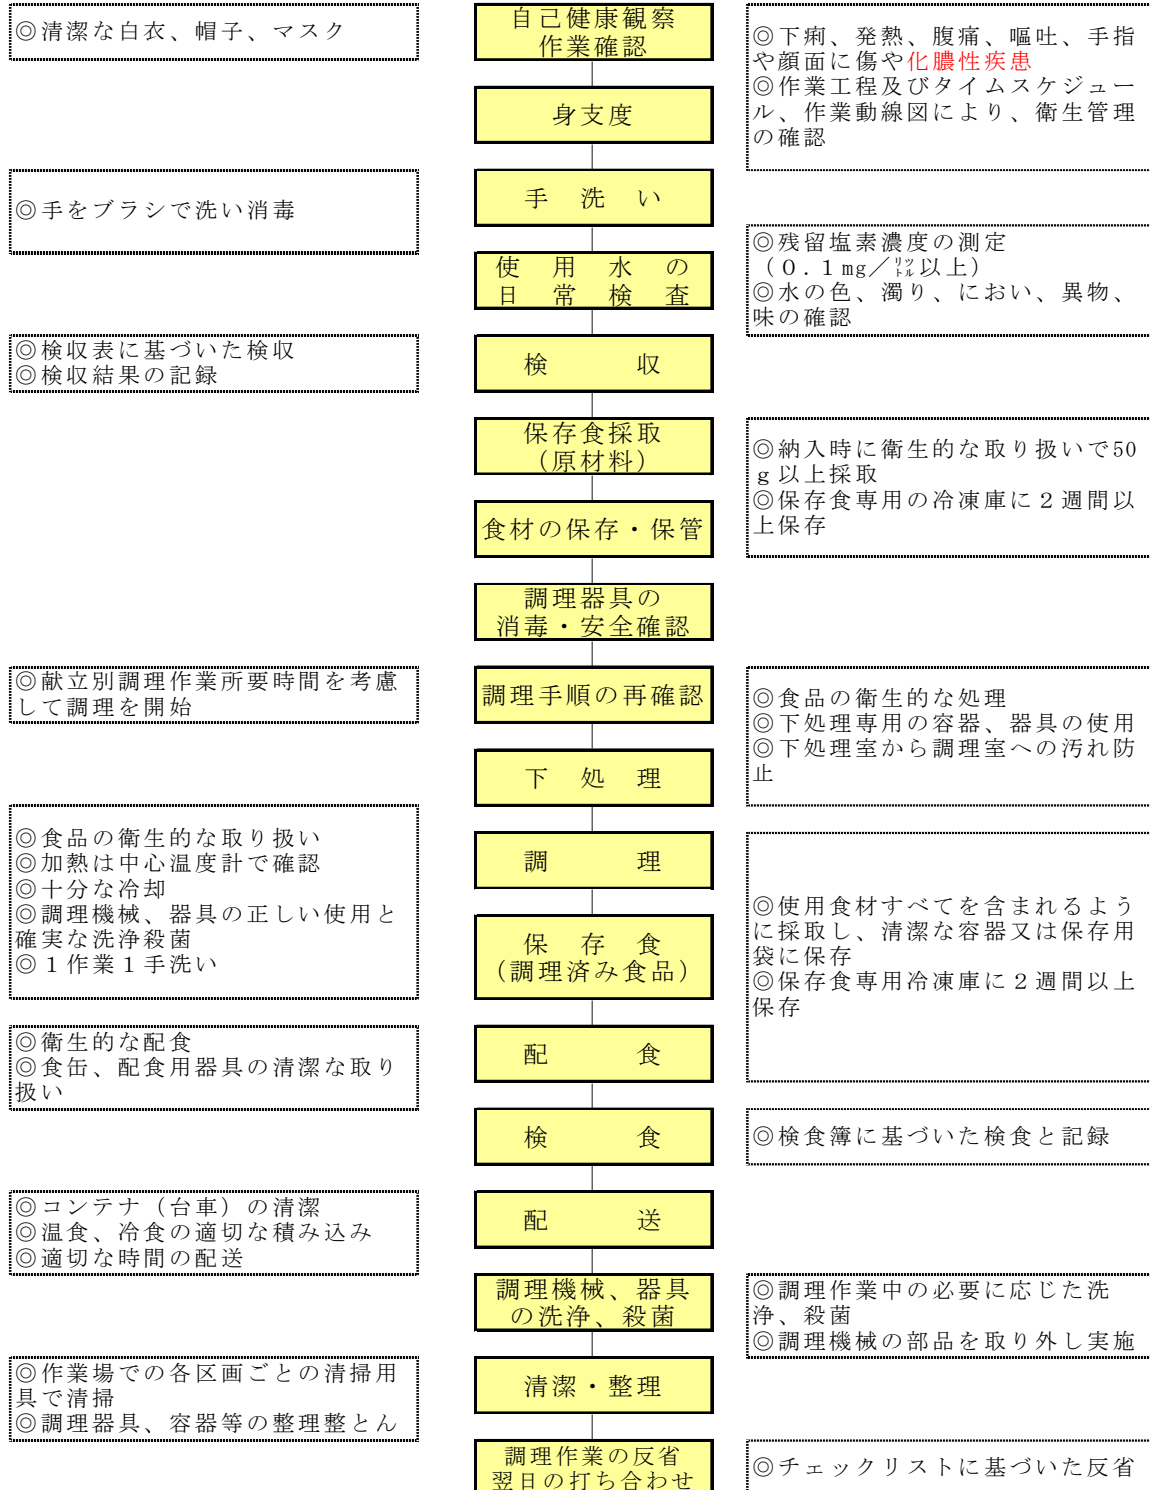 ◎清潔な白衣、帽子、マスク
自己健康観察
作業確認
◎下痢、発熱、腹痛、嘔吐、手指
や顔面に傷や化膿性疾患
◎作業工程及びタイムスケジュー
ル、作業動線図により、衛生管理
の確認
身支度
手　洗　い
◎手をブラシで洗い消毒
◎残留塩素濃度の測定
（０．１mg／㍑以上）
◎水の色、濁り、におい、異物、
味の確認
使用水の
日常検査
◎検収表に基づいた検収
◎検収結果の記録
検　　　収
保存食採取
（原材料）
◎納入時に衛生的な取り扱いで50
ｇ以上採取
◎保存食専用の冷凍庫に２週間以
上保存
食材の保存・保管
調理器具の
消毒・安全確認
◎献立別調理作業所要時間を考慮
して調理を開始
調理手順の再確認
◎食品の衛生的な処理
◎下処理専用の容器、器具の使用
◎下処理室から調理室への汚れ防
止
下　処　理
◎食品の衛生的な取り扱い
◎加熱は中心温度計で確認
◎十分な冷却
◎調理機械、器具の正しい使用と
確実な洗浄殺菌
◎１作業１手洗い
調　　　理
◎使用食材すべてを含まれるよう
に採取し、清潔な容器又は保存用
袋に保存
◎保存食専用冷凍庫に２週間以上
保存
保　存　食
（調理済み食品）
◎衛生的な配食
◎食缶、配食用器具の清潔な取り
扱い
配　　　食
検　　　食
◎検食簿に基づいた検食と記録
◎コンテナ（台車）の清潔
◎温食、冷食の適切な積み込み
◎適切な時間の配送
配　　　送
調理機械、器具
の洗浄、殺菌
◎調理作業中の必要に応じた洗
浄、殺菌
◎調理機械の部品を取り外し実施
◎作業場での各区画ごとの清掃用
具で清掃
◎調理器具、容器等の整理整とん
清潔・整理
調理作業の反省
翌日の打ち合わせ
◎チェックリストに基づいた反省